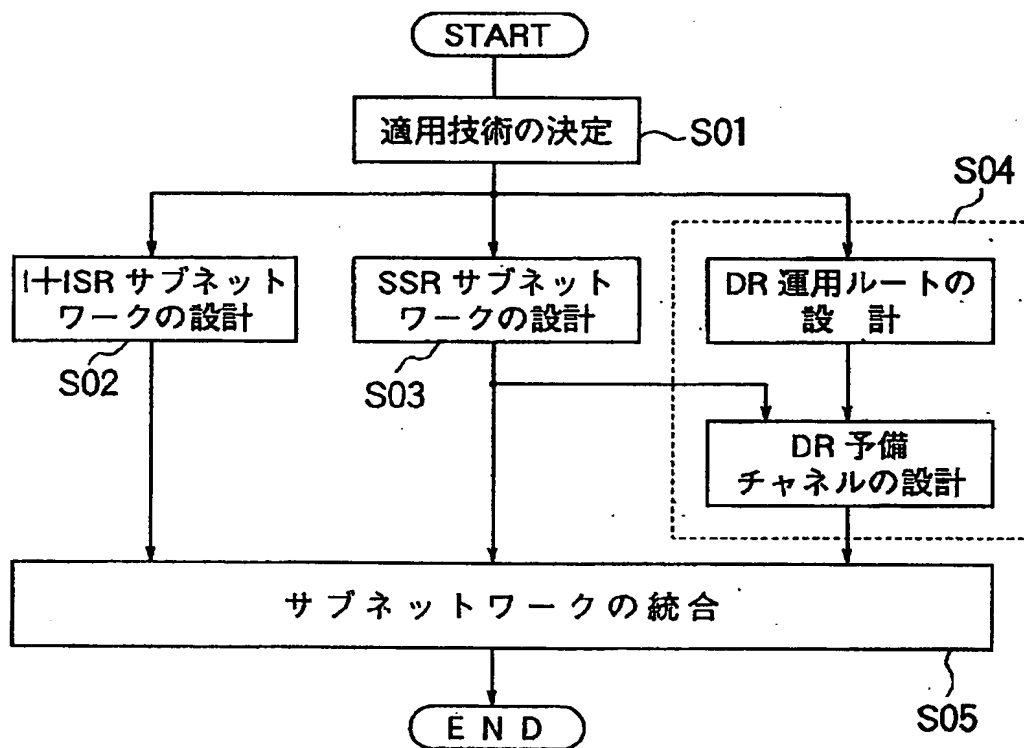 START
適用技術の決定
S01
S04
I+ISR サブネット
ワークの設計
S02
SSR サブネット
ワークの設計
S03
DR 運用ルートの
設 計
DR 予備
チャネルの設計
サブネットワークの統合
S05
END